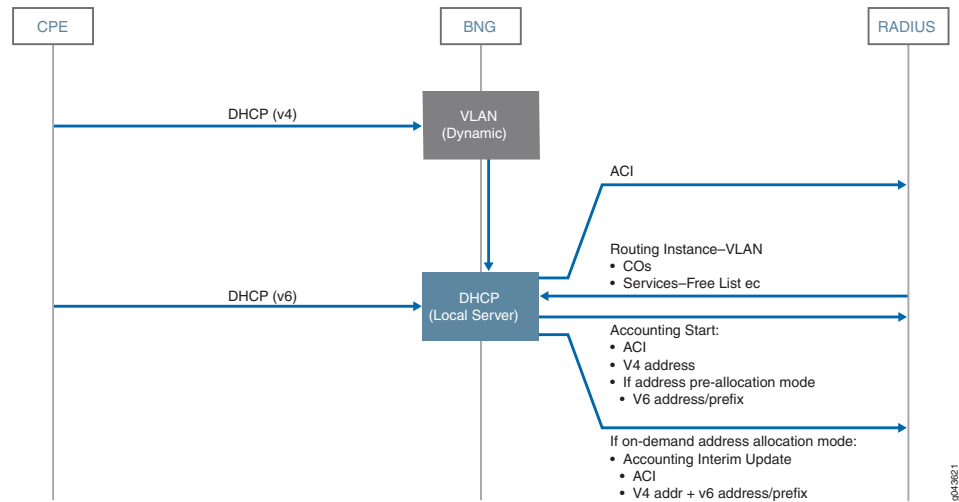 CPE
BNG
RADIUS
DHCP (v4)
VLAN
(Dynamic)
ACI
Routing Instance–VLAN
• COs
• Services–Free List ec
DHCP (v6)
DHCP
(Local Server)
Accounting Start:
• ACI
• V4 address
• If address pre-allocation mode
• V6 address/prefix
If on-demand address allocation mode:
• Accounting Interim Update
• ACI
• V4 addr + v6 address/prefix
g043621